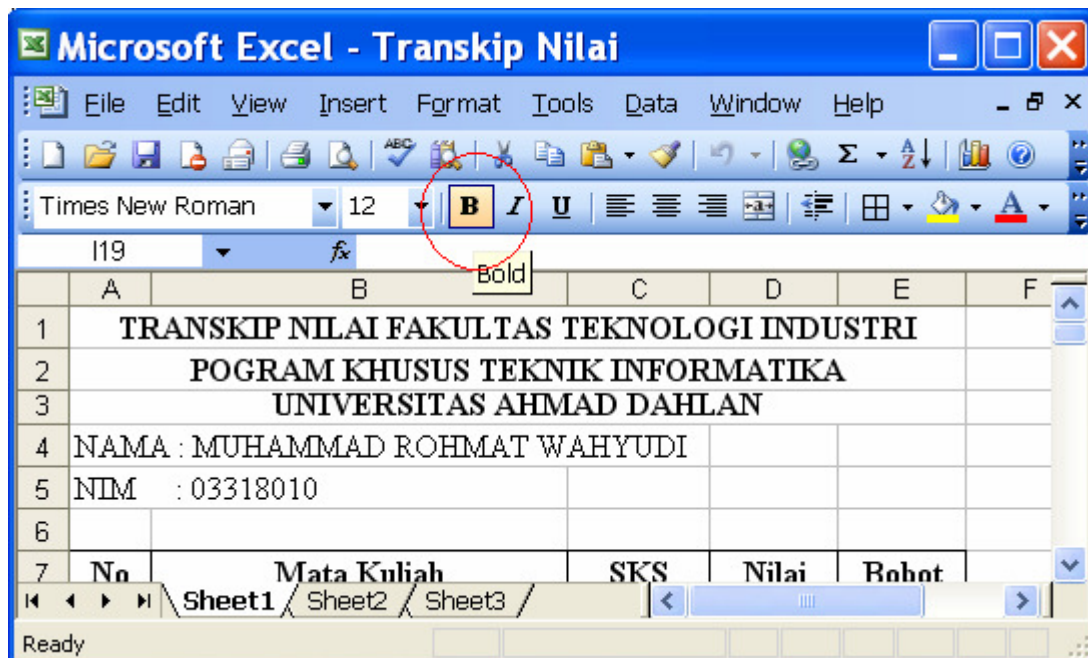 Microsoft Excel - Transkip Nilai
File Edit View Insert Format Tools Data Window Help
ABC Σ A Z ?
Times New Roman 12 B I U a A
I19 fx
Bold
A B C D E F
1 TRANSKIP NILAI FAKULTAS TEKNOLOGI INDUSTRI
2 POGRAM KHUSUS TEKNIK INFORMATIKA
3 UNIVERSITAS AHMAD DAHLAN
4 NAMA : MUHAMMAD ROHMAT WAHYUDI
5 NIM : 03318010
6
7 No Mata Kuliah SKS Nilai Bobot
Sheet1 Sheet2 Sheet3
Ready